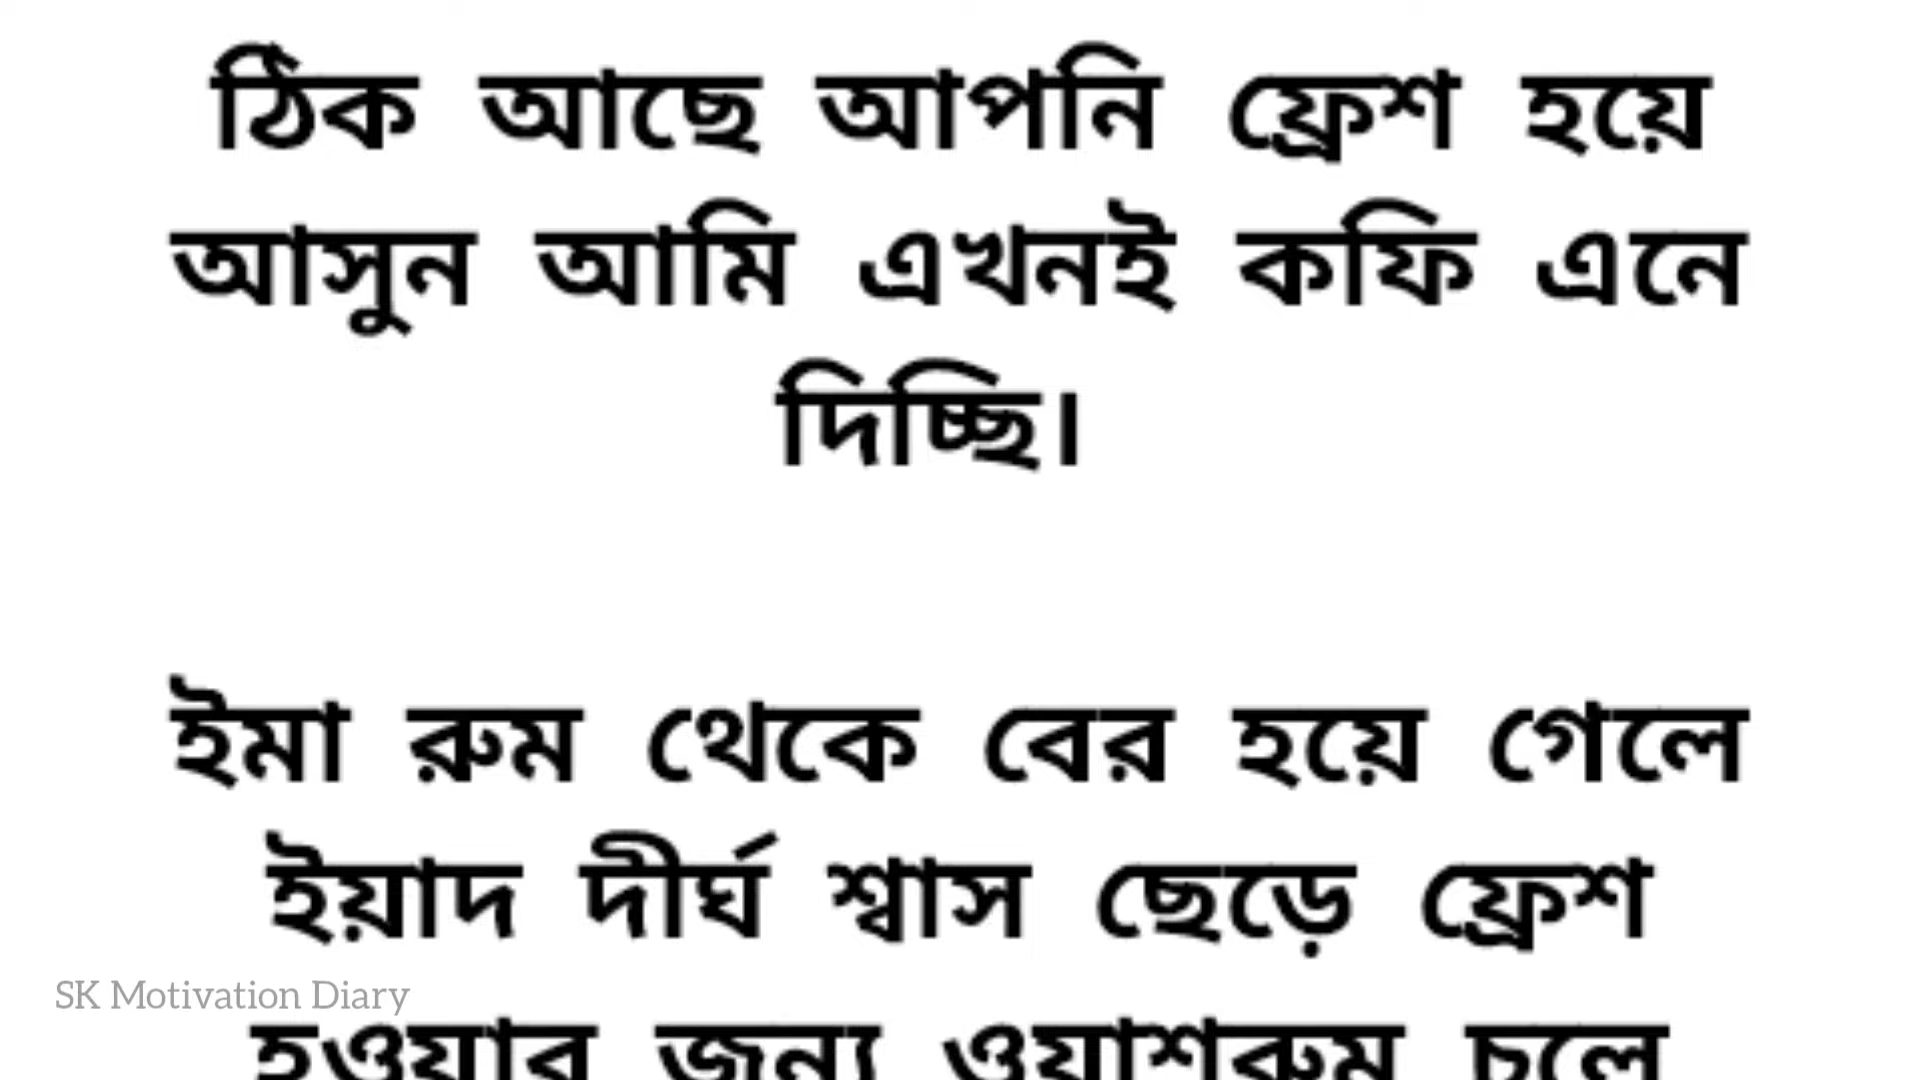 ঠিক আছে আপনি ফ্রেশ হয়ে
আসুন আমি এখনই কফি এনে
দিচ্ছি।
ইমা রুম থেকে বের হয়ে গেলে
ইয়াদ দীর্ঘ শ্বাস ছেড়ে ফ্রেশ
SK Motivation Diary
হওয়ার জন্য ওয়াশরুম চলে